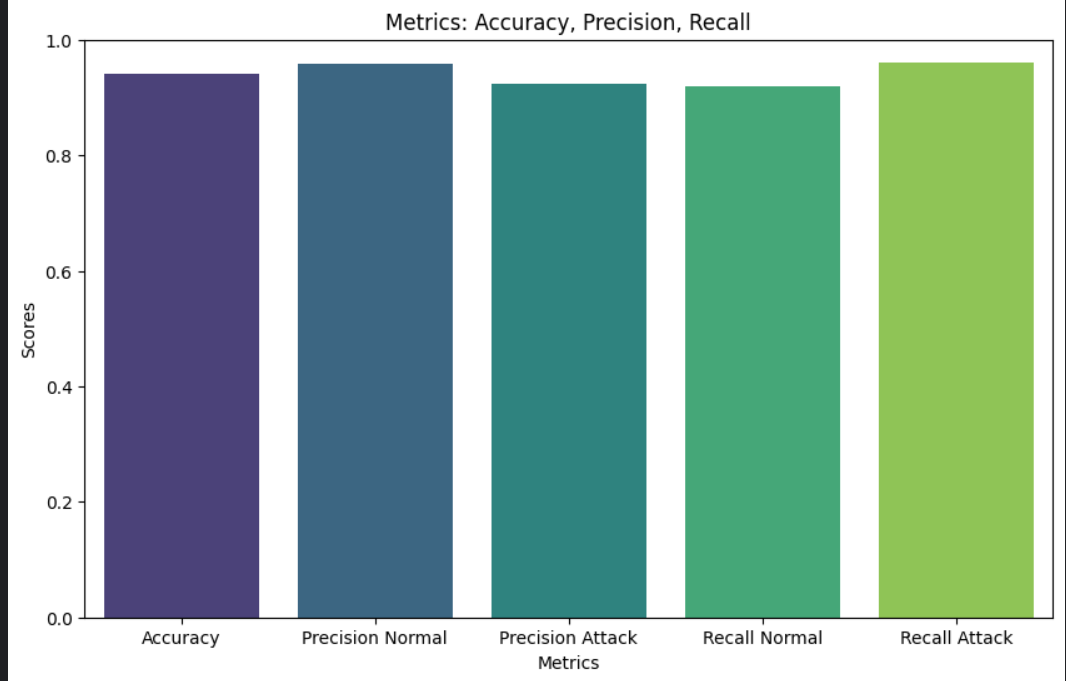 Metrics: Accuracy, Precision, Recall
1.0
0.8
0.6
0.4
0.2
0.0
Scores
Accuracy Precision Normal Precision Attack Recall Normal Recall Attack
Metrics